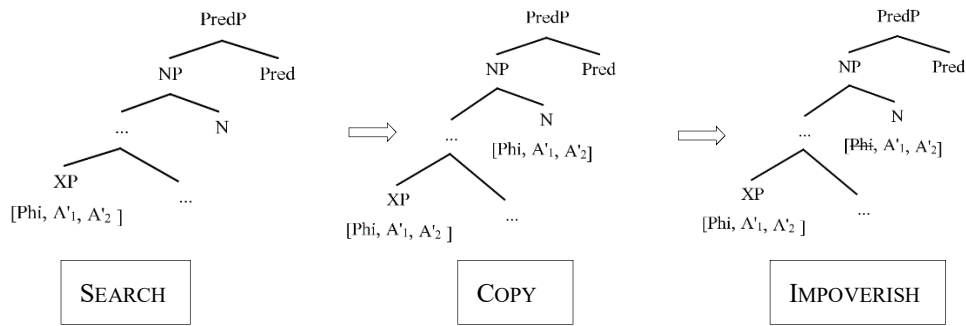 PredP
NP Pred
... N
XP ...
[Phi, A'1, A'2 ]
SEARCH
PredP
NP Pred
... N
[Phi, A'1, A'2]
XP ...
[Phi, A'1, A'2 ]
COPY
PredP
NP Pred
... N
[Phi, A'1, A'2]
XP ...
[Phi, A'1, A'2 ]
IMPOVERISH